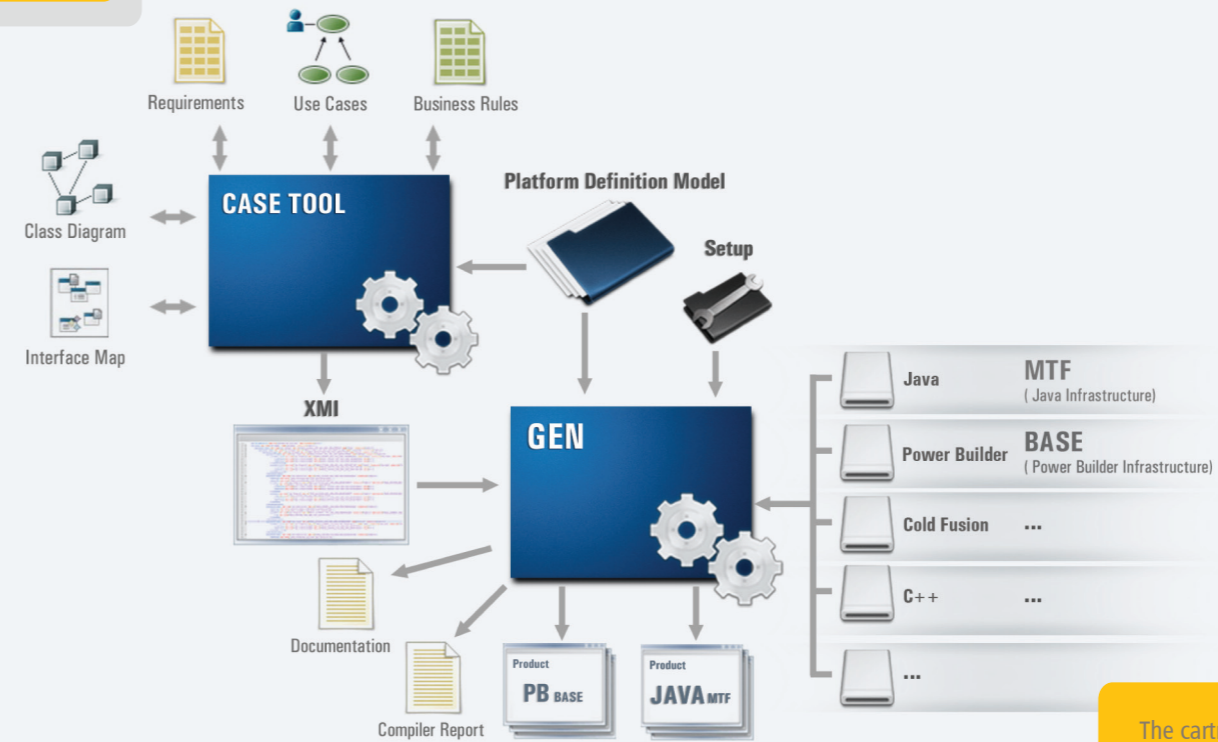 Requirements
Use Cases
Business Rules
CASE TOOL
Platform Definition Model
Class Diagram
Setup
Interface Map
XMI
GEN
Java
MTF
( Java Infrastructure)
Power Builder
BASE
( Power Builder Infrastructure)
Cold Fusion
...
C++
...
...
Documentation
Compiler Report
Product
PB BASE
Product
JAVA MTF
The